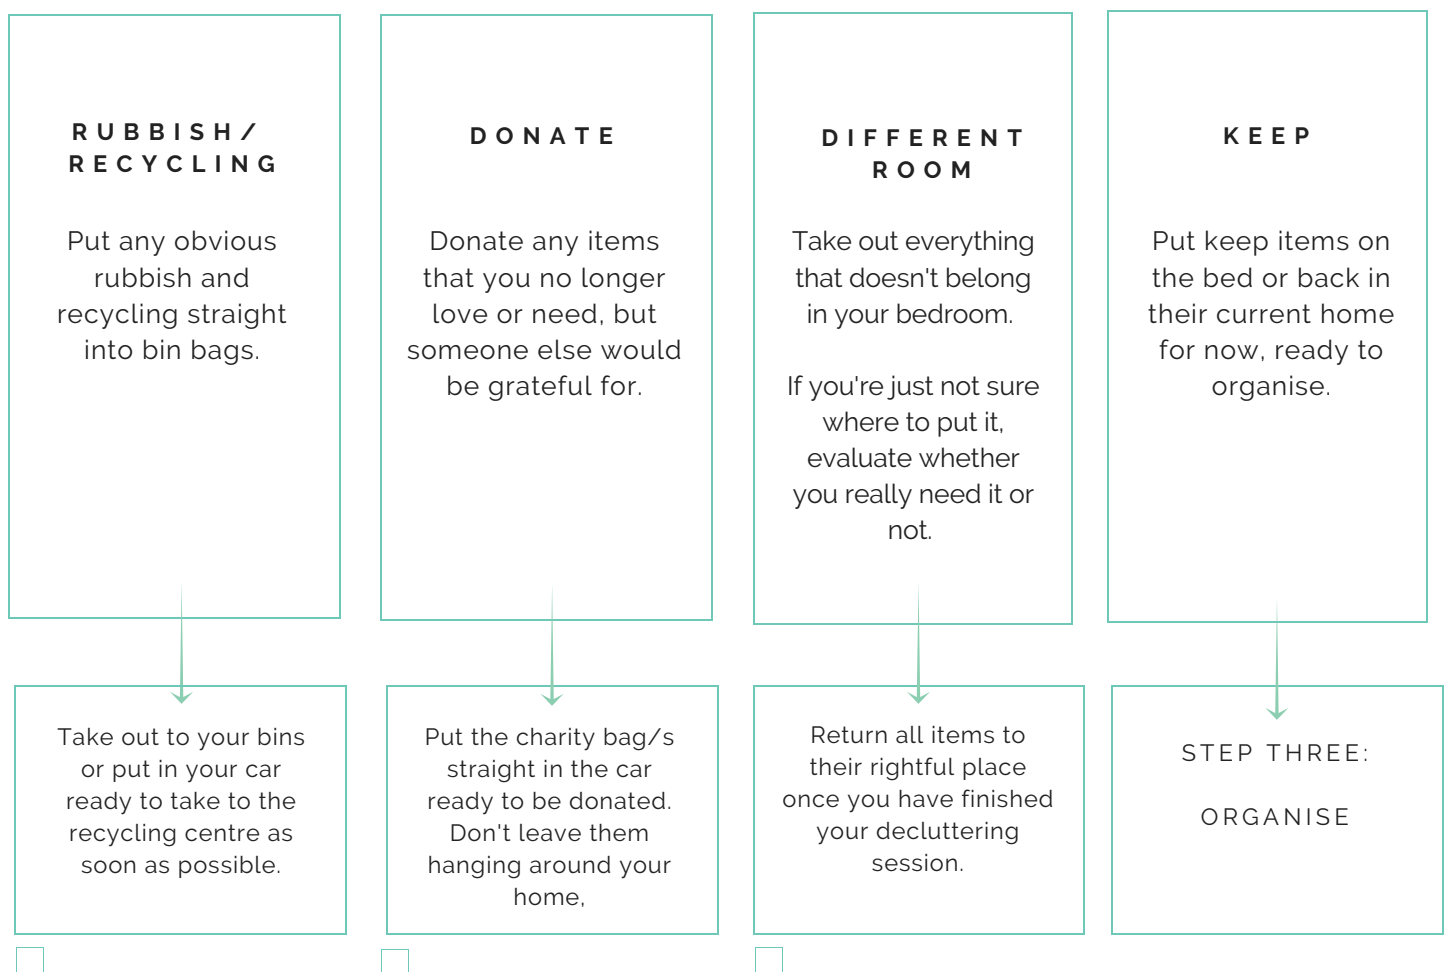 RUBBISH/
RECYCLING
Put any obvious
rubbish and
recycling straight
into bin bags.
DONATE
Donate any items
that you no longer
love or need, but
someone else would
be grateful for.
DIFFERENT
ROOM
Take out everything
that doesn't belong
in your bedroom.
If you're just not sure
where to put it,
evaluate whether
you really need it or
not.
KEEP
Put keep items on
the bed or back in
their current home
for now, ready to
organise.
Take out to your bins
or put in your car
ready to take to the
recycling centre as
soon as possible.
Put the charity bag/s
straight in the car
ready to be donated.
Don't leave them
hanging around your
home,
Return all items to
their rightful place
once you have finished
your decluttering
session.
STEP THREE:
ORGANISE